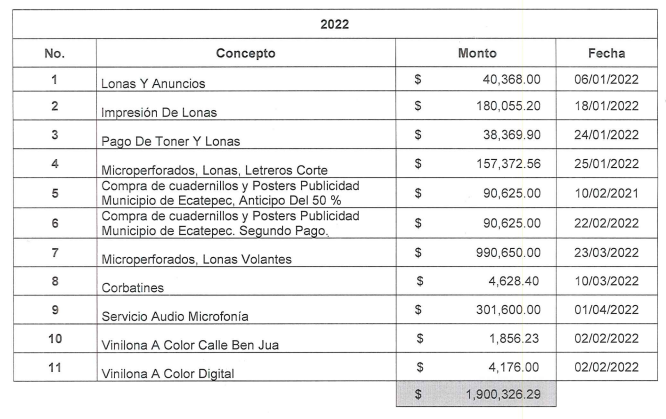 2022
No. Concepto Monto Fecha
1 Lonas Y Anuncios $ 40,368.00 06/01/2022
2 Impresión De Lonas $ 180,055.20 18/01/2022
3 Pago De Toner Y Lonas $ 38,369.90 24/01/2022
4 Microperforados, Lonas, Letreros Corte $ 157,372.56 25/01/2022
5 Compra de cuadernillos y Posters Publicidad
Municipio de Ecatepec, Anticipo Del 50 % $ 90,625.00 10/02/2021
6 Compra de cuadernillos y Posters Publicidad
Municipio de Ecatepec. Segundo Pago. $ 90,625.00 22/02/2022
7 Microperforados, Lonas Volantes $ 990,650.00 23/03/2022
8 Corbatines $ 4,628.40 10/03/2022
9 Servicio Audio Microfonía $ 301,600.00 01/04/2022
10 Vinilona A Color Calle Ben Jua $ 1,856.23 02/02/2022
11 Vinilona A Color Digital $ 4,176.00 02/02/2022
$ 1,900,326.29